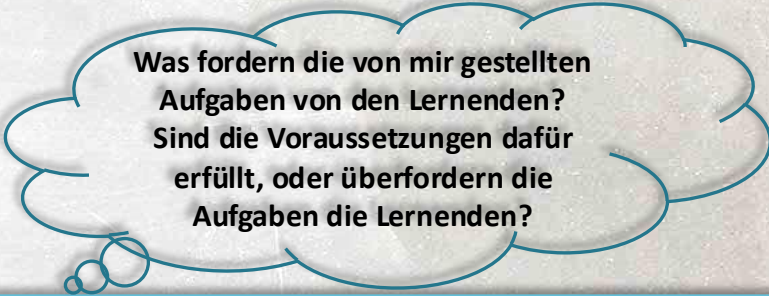 Was fordern die von mir gestellten
Aufgaben von den Lernenden?
Sind die Voraussetzungen dafür
erfüllt, oder überfordern die
Aufgaben die Lernenden?